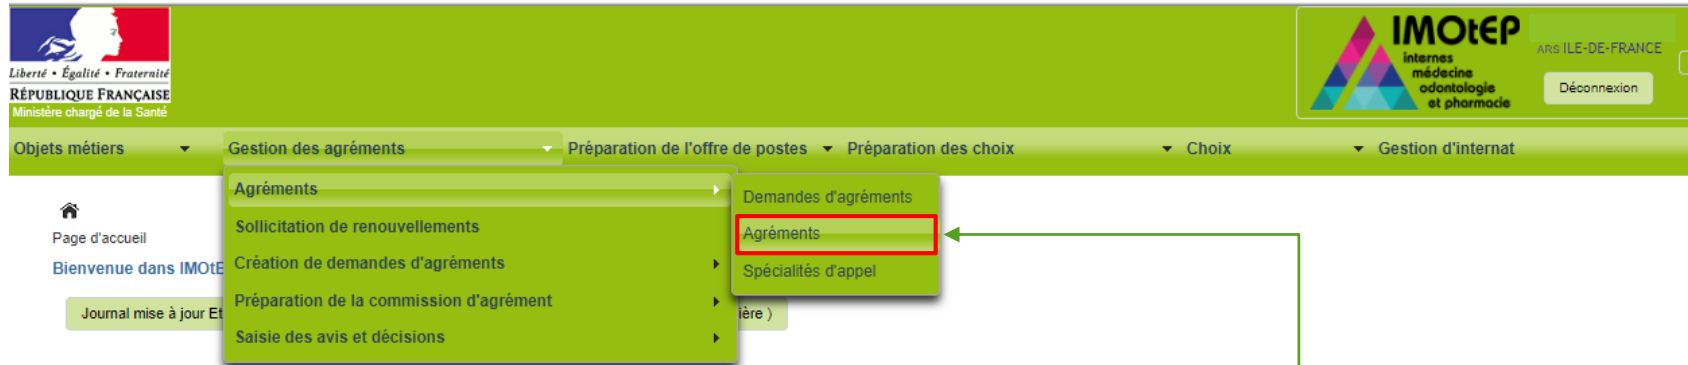 Liberté • Égalité • Fraternité
RÉPUBLIQUE FRANÇAISE
Ministère chargé de la Santé
IMOtEP
internes
médecine
odontologie
et pharmacie
ARS ILE-DE-FRANCE
Déconnexion
Objets métiers
Gestion des agréments
Préparation de l'offre de postes
Préparation des choix
Choix
Gestion d'internat
Agréments
Sollicitation de renouvellements
Création de demandes d'agréments
Préparation de la commission d'agrément
Saisie des avis et décisions
Demandes d'agréments
Agréments
Spécialités d'appel
Page d'accueil
Bienvenue dans IMOtE
Journal mise à jour Et
ière )